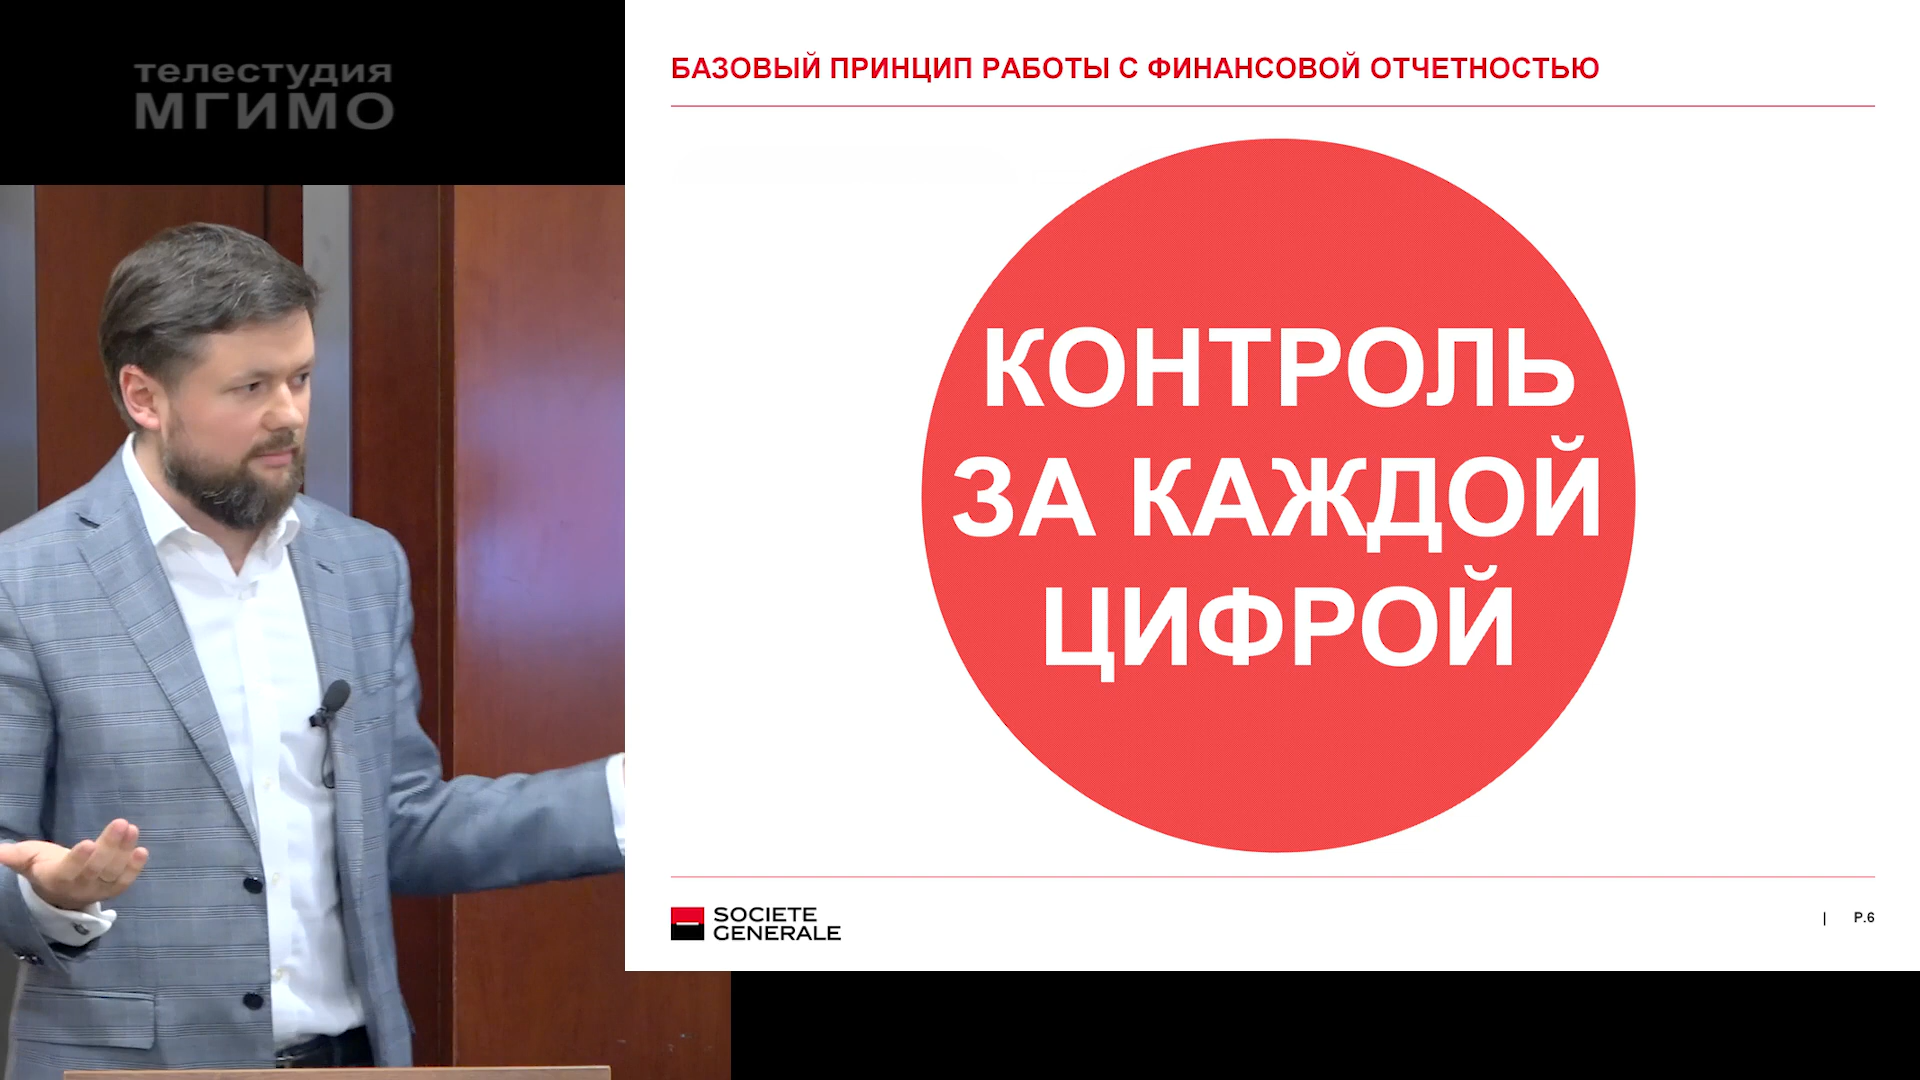 телестудия
МГИМО
БАЗОВЫЙ ПРИНЦИП РАБОТЫ С ФИНАНСОВОЙ ОТЧЕТНОСТЬЮ
КОНТРОЛЬ
ЗА КАЖДОЙ
ЦИФРОЙ
SOCIETE
GENERALE
| P.6